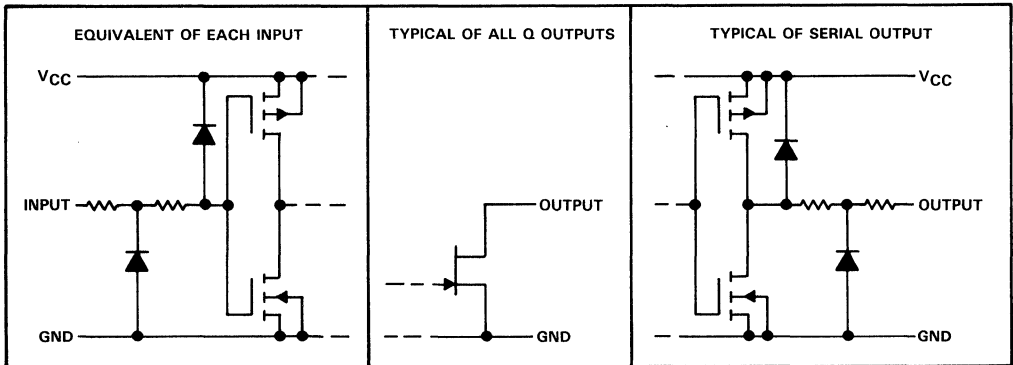 EQUIVALENT OF EACH INPUT
VCC
INPUT
GND
TYPICAL OF ALL Q OUTPUTS
OUTPUT
GND
TYPICAL OF SERIAL OUTPUT
VCC
OUTPUT
GND